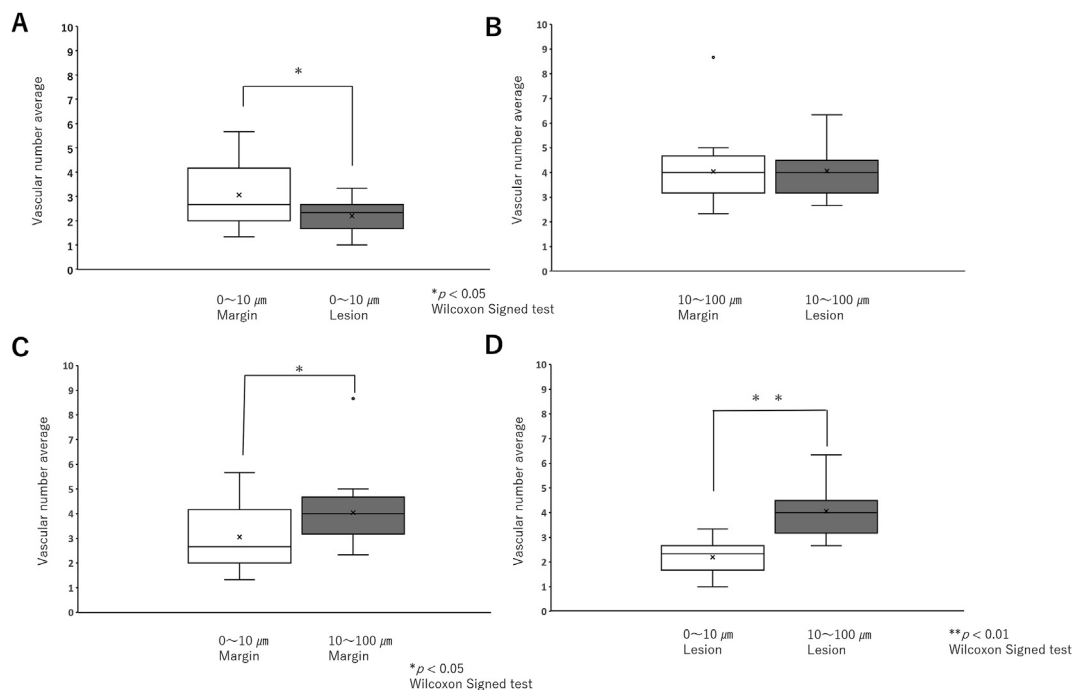 A
Vascular number average
10
9
8
7
6
5
4
3
2
1
0
*
0~10 µm
Margin
0~10 µm
Lesion
*p < 0.05
Wilcoxon Signed test
B
Vascular number average
10
9
8
7
6
5
4
3
2
1
0
10~100 µm
Margin
10~100 µm
Lesion
C
Vascular number average
10
9
8
7
6
5
4
3
2
1
0
*
0~10 µm
Margin
10~100 µm
Margin
*p < 0.05
Wilcoxon Signed test
D
Vascular number average
10
9
8
7
6
5
4
3
2
1
0
* *
0~10 µm
Lesion
10~100 µm
Lesion
**p < 0.01
Wilcoxon Signed test